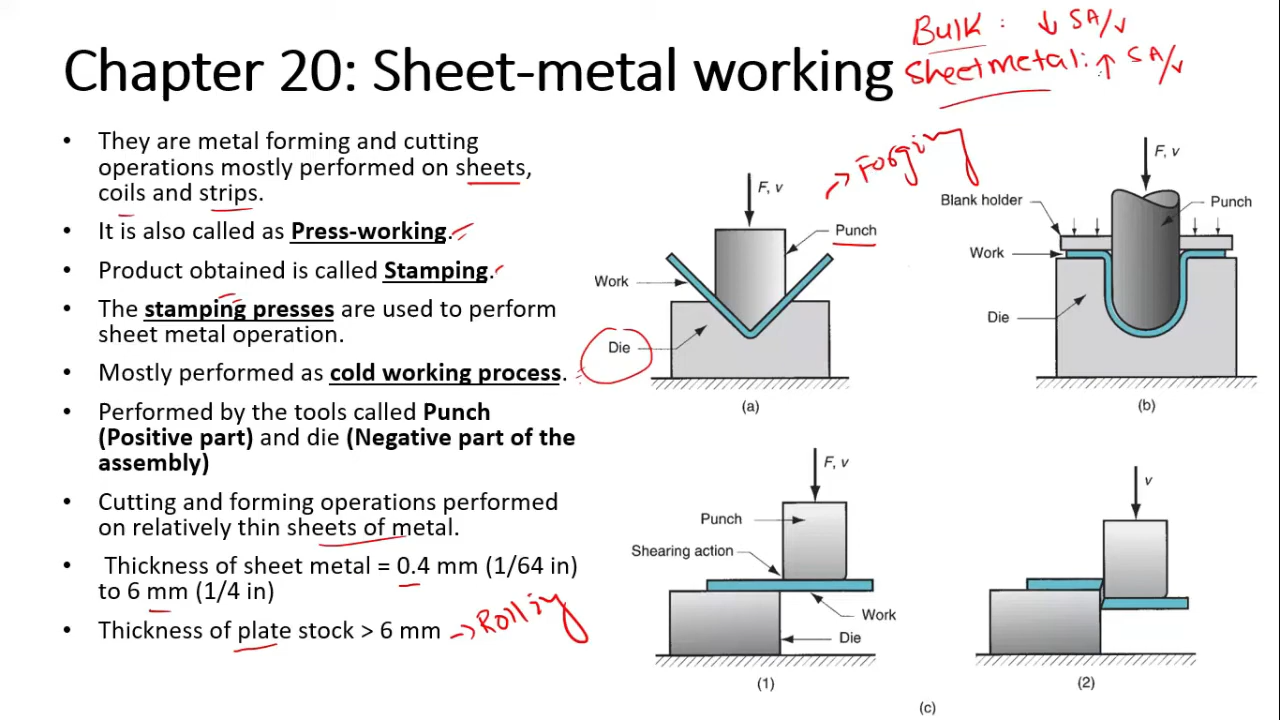 Chapter 20: Sheet-metal working
Bulk : ↓ SA/V
Sheetmetal: ↑ SA/V
• They are metal forming and cutting
operations mostly performed on sheets,
coils and strips.
• It is also called as Press-working.
• Product obtained is called Stamping.
• The stamping presses are used to perform
sheet metal operation.
• Mostly performed as cold working process.
• Performed by the tools called Punch
(Positive part) and die (Negative part of the
assembly)
• Cutting and forming operations performed
on relatively thin sheets of metal.
• Thickness of sheet metal = 0.4 mm (1/64 in)
to 6 mm (1/4 in)
• Thickness of plate stock > 6 mm
→ Rolling
→ Forging
F, v
Punch
Work
Die
(a)
F, v
Blank holder
Punch
Work
Die
(b)
F, v
Punch
Shearing action
Work
Die
(1)
v
(2)
(c)